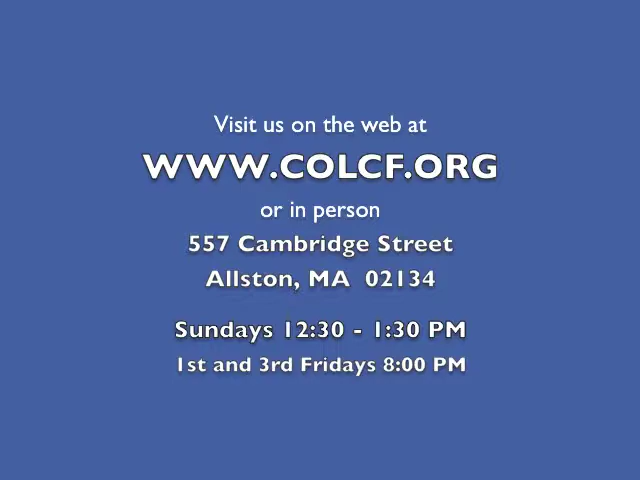 Visit us on the web at
WWW.COLCF.ORG
or in person
557 Cambridge Street
Allston, MA  02134
Sundays 12:30 - 1:30 PM
1st and 3rd Fridays 8:00 PM